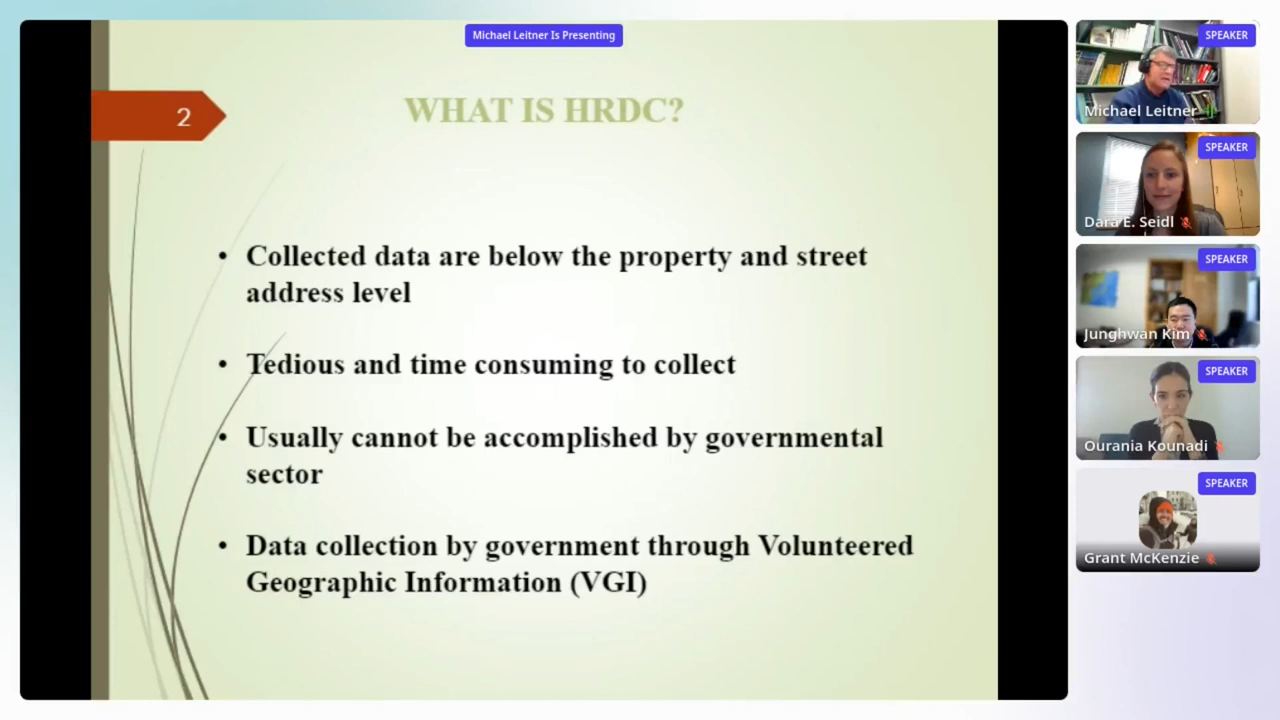 Michael Leitner Is Presenting
2
WHAT IS HRDC?
• Collected data are below the property and street
address level
• Tedious and time consuming to collect
• Usually cannot be accomplished by governmental
sector
• Data collection by government through Volunteered
Geographic Information (VGI)
SPEAKER
Michael Leitner
SPEAKER
Dara E. Seidl
SPEAKER
Junghwan Kim
SPEAKER
Ourania Kounadi
SPEAKER
Grant McKenzie